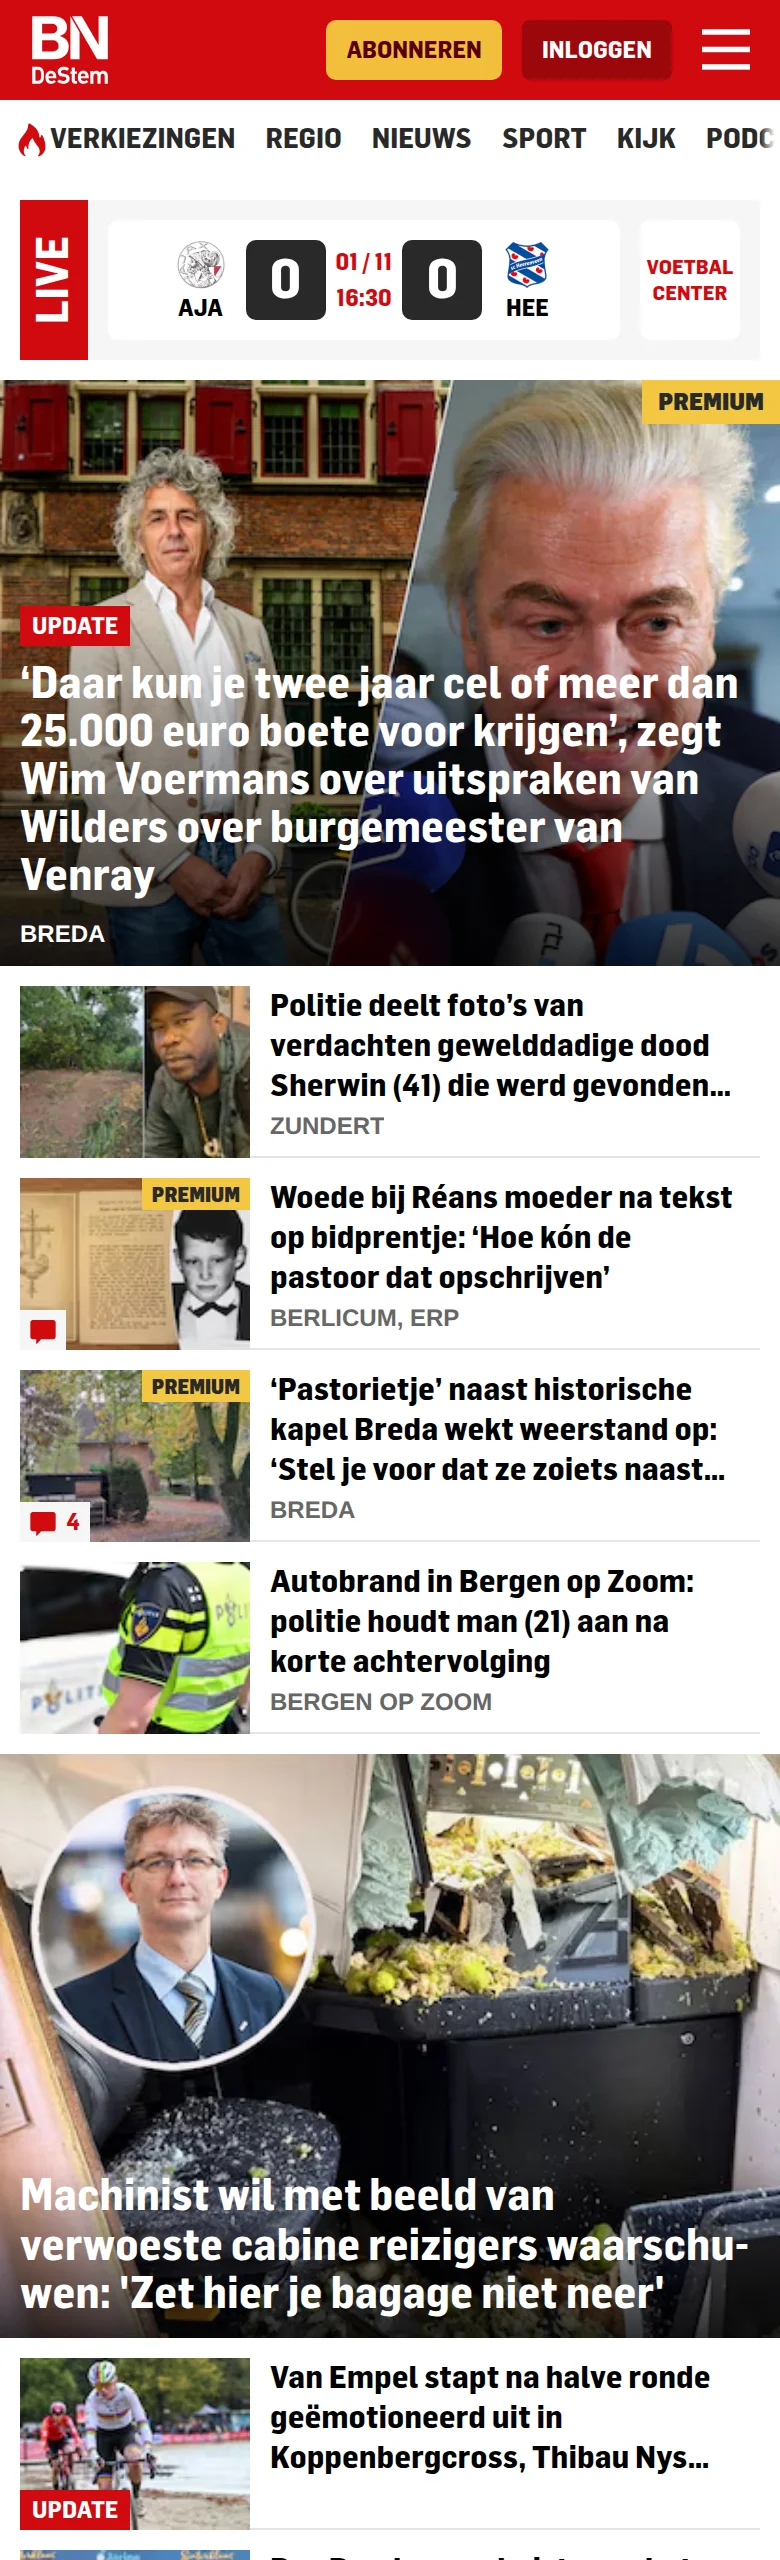 BN
DeStem
ABONNEREN
INLOGGEN
VERKIEZINGEN REGIO NIEUWS SPORT KIJK PODC
LIVE
AJA
0
01 / 11
16:30
0
HEE
VOETBAL
CENTER
PREMIUM
UPDATE
‘Daar kun je twee jaar cel of meer dan
25.000 euro boete voor krijgen’, zegt
Wim Voermans over uitspraken van
Wilders over burgemeester van
Venray
BREDA
Politie deelt foto’s van
verdachten gewelddadige dood
Sherwin (41) die werd gevonden...
ZUNDERT
PREMIUM
Woede bij Réans moeder na tekst
op bidprentje: ‘Hoe kón de
pastoor dat opschrijven’
BERLICUM, ERP
PREMIUM
4
‘Pastorietje’ naast historische
kapel Breda wekt weerstand op:
‘Stel je voor dat ze zoiets naast...
BREDA
Autobrand in Bergen op Zoom:
politie houdt man (21) aan na
korte achtervolging
BERGEN OP ZOOM
Machinist wil met beeld van
verwoeste cabine reizigers waarschu-
wen: 'Zet hier je bagage niet neer'
UPDATE
Van Empel stapt na halve ronde
geëmotioneerd uit in
Koppenbergcross, Thibau Nys...